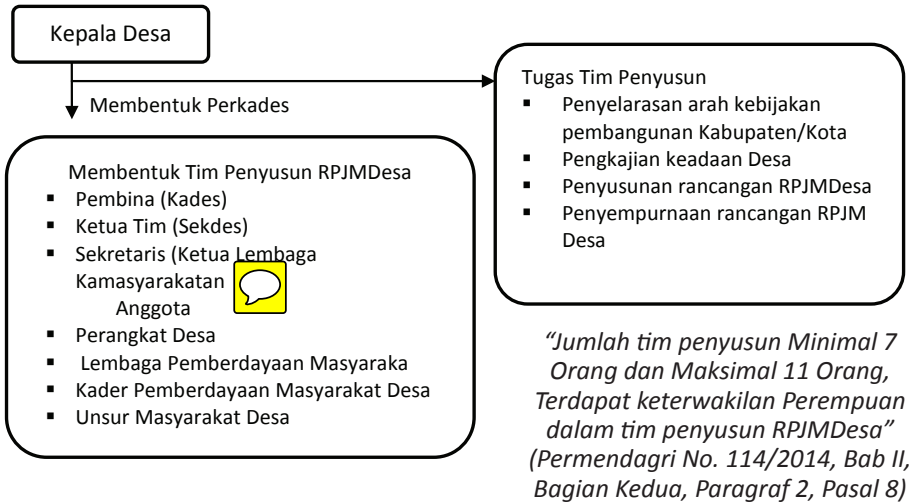 Kepala Desa
Membentuk Perkades
Membentuk Tim Penyusun RPJMDesa
▪ Pembina (Kades)
▪ Ketua Tim (Sekdes)
▪ Sekretaris (Ketua Lembaga
Kamasyarakatan
Anggota
▪ Perangkat Desa
▪ Lembaga Pemberdayaan Masyaraka
▪ Kader Pemberdayaan Masyarakat Desa
▪ Unsur Masyarakat Desa
Tugas Tim Penyusun
▪ Penyelarasan arah kebijakan
pembangunan Kabupaten/Kota
▪ Pengkajian keadaan Desa
▪ Penyusunan rancangan RPJMDesa
▪ Penyempurnaan rancangan RPJM
Desa
“Jumlah tim penyusun Minimal 7
Orang dan Maksimal 11 Orang,
Terdapat keterwakilan Perempuan
dalam tim penyusun RPJMDesa”
(Permendagri No. 114/2014, Bab II,
Bagian Kedua, Paragraf 2, Pasal 8)